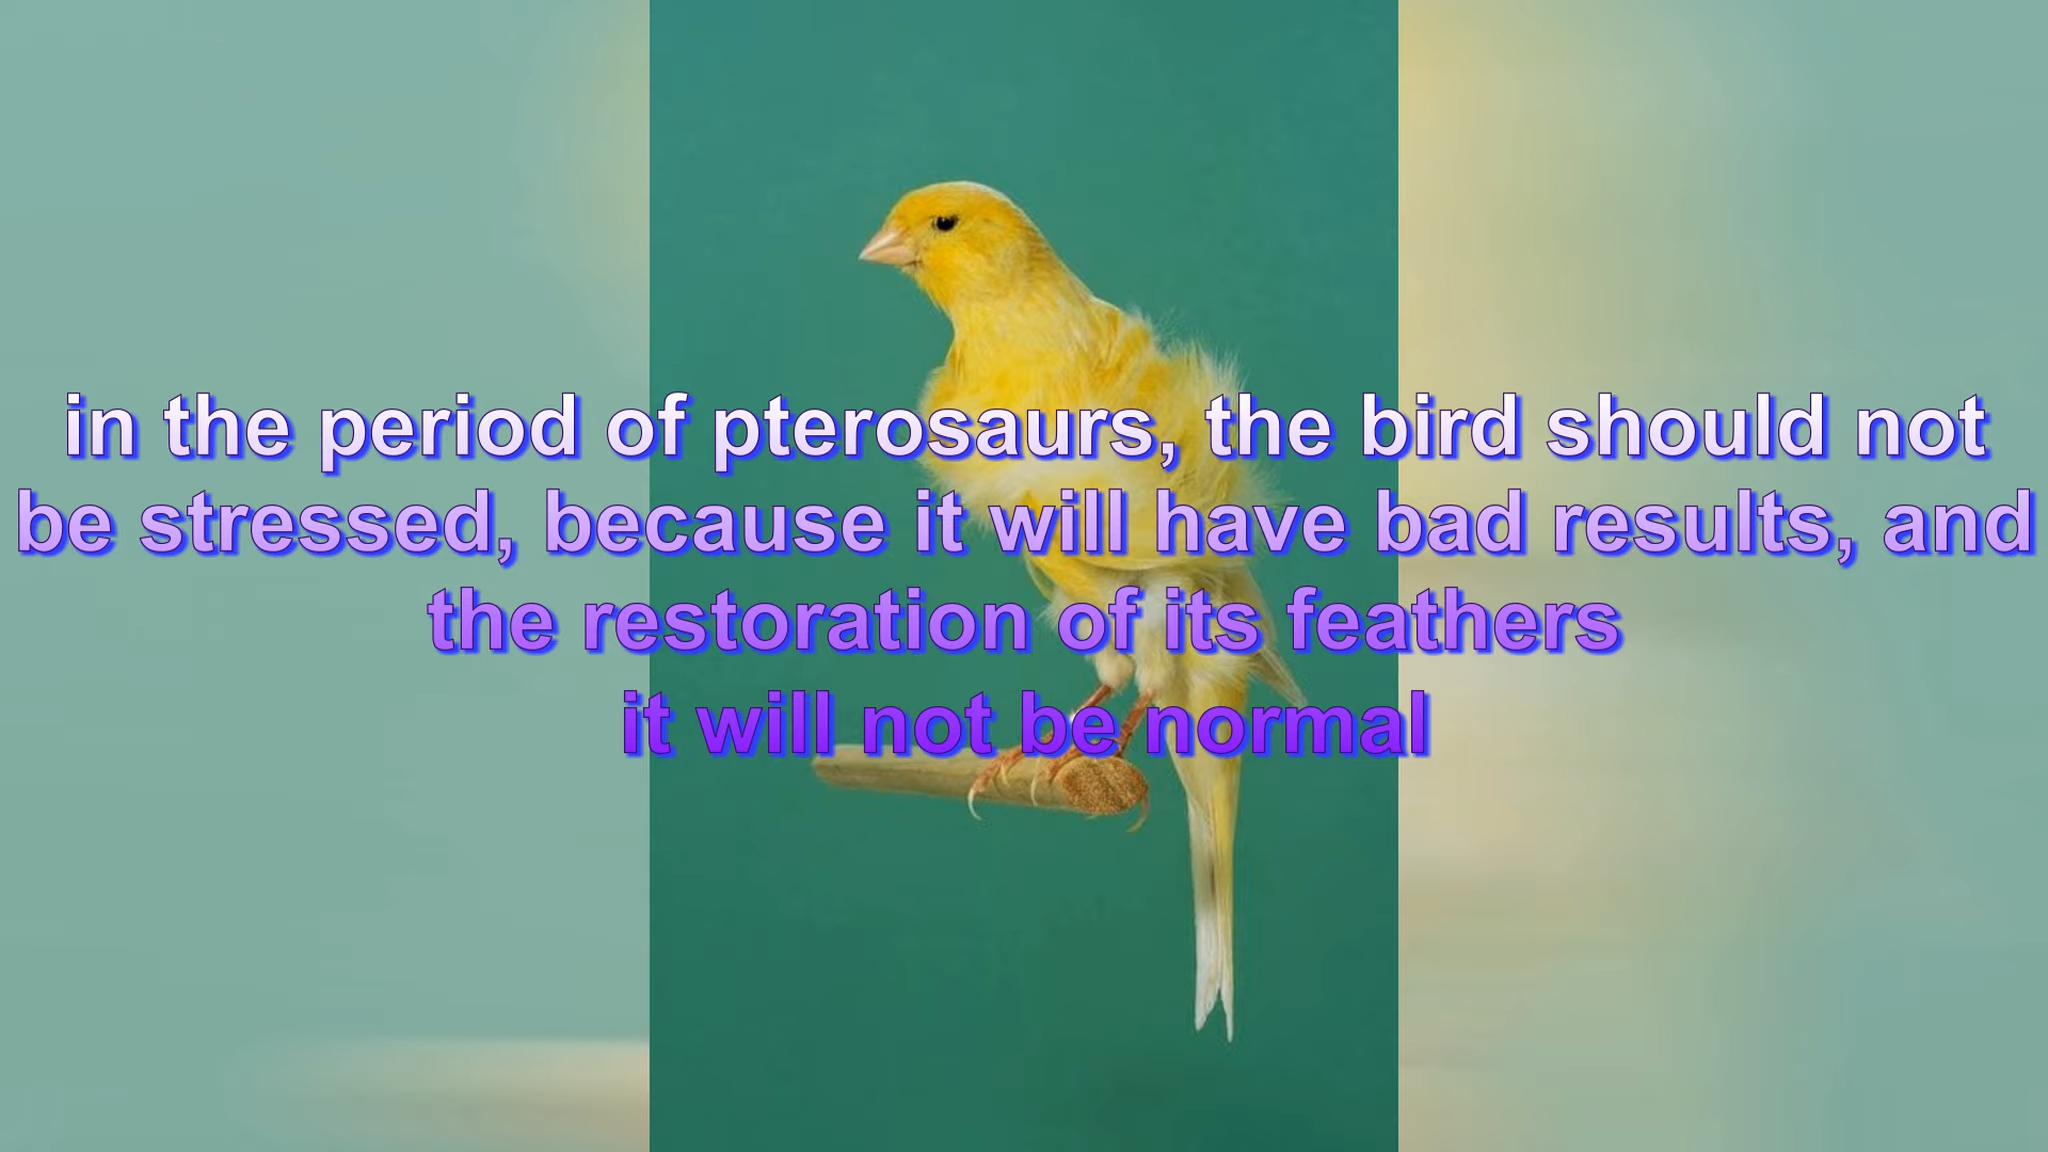 in the period of pterosaurs, the bird should not
be stressed, because it will have bad results, and
the restoration of its feathers
it will not be normal